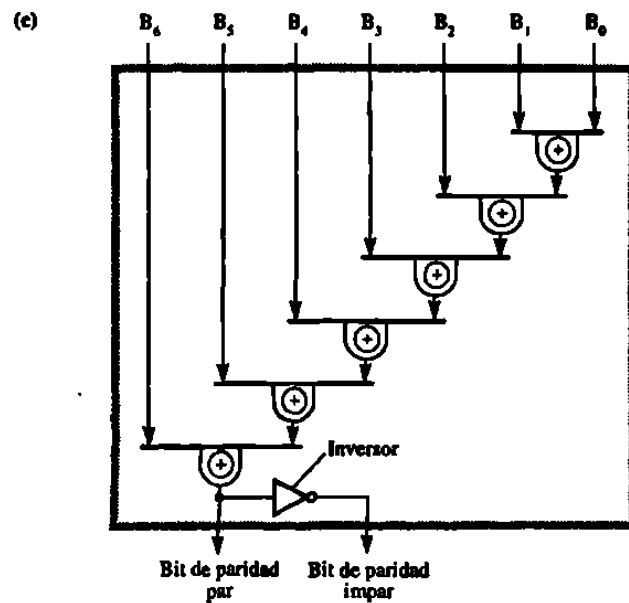 (c) B₆ B₅ B₄ B₃ B₂ B₁ B₀
+
+
+
+
+
+
Inversor
Bit de paridad par
Bit de paridad impar